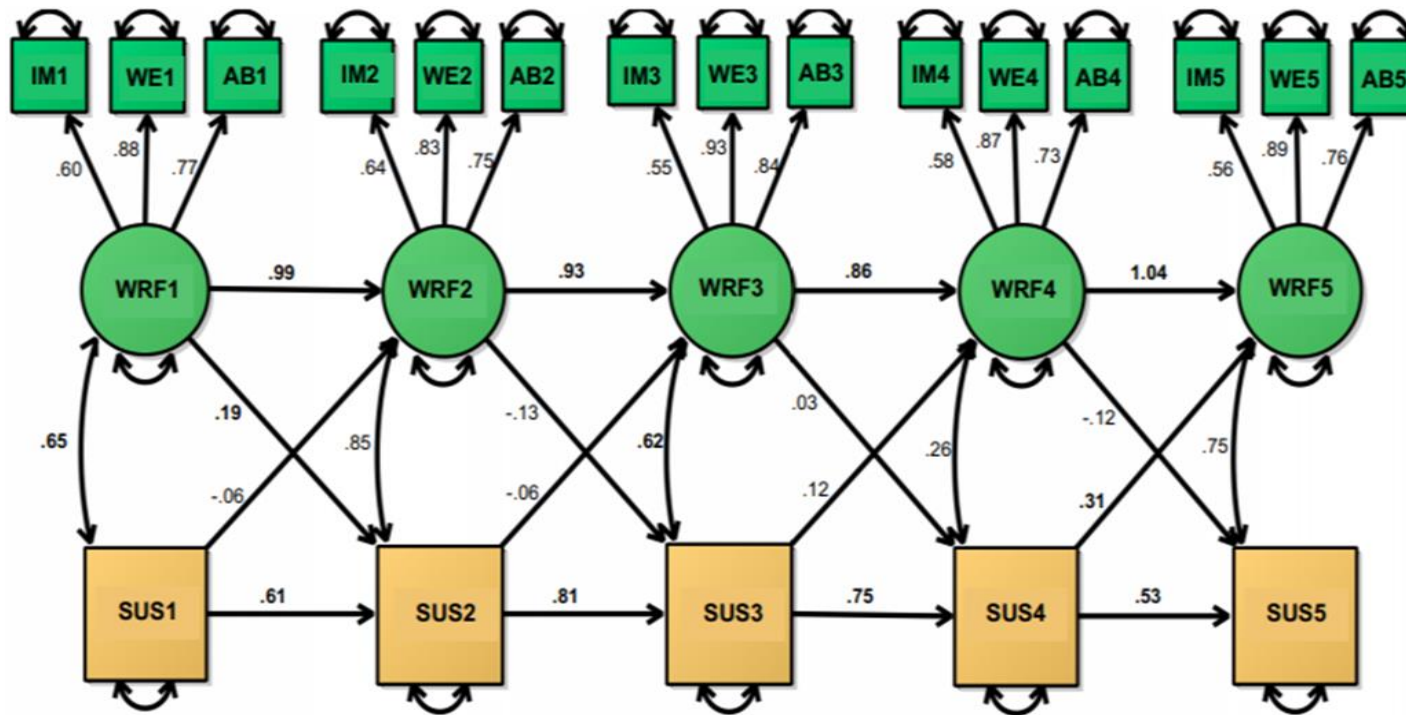 IM1 WE1 AB1 IM2 WE2 AB2 IM3 WE3 AB3 IM4 WE4 AB4 IM5 WE5 AB5
.60 .88 .77 .64 .83 .75 .55 .93 .84 .58 .87 .73 .56 .89 .76
WRF1 .99 WRF2 .93 WRF3 .86 WRF4 1.04 WRF5
.65 .19 .85 -.13 .62 .03 .26 -.12 .75
-.06 -.06 .12 .31
SUS1 .61 SUS2 .81 SUS3 .75 SUS4 .53 SUS5